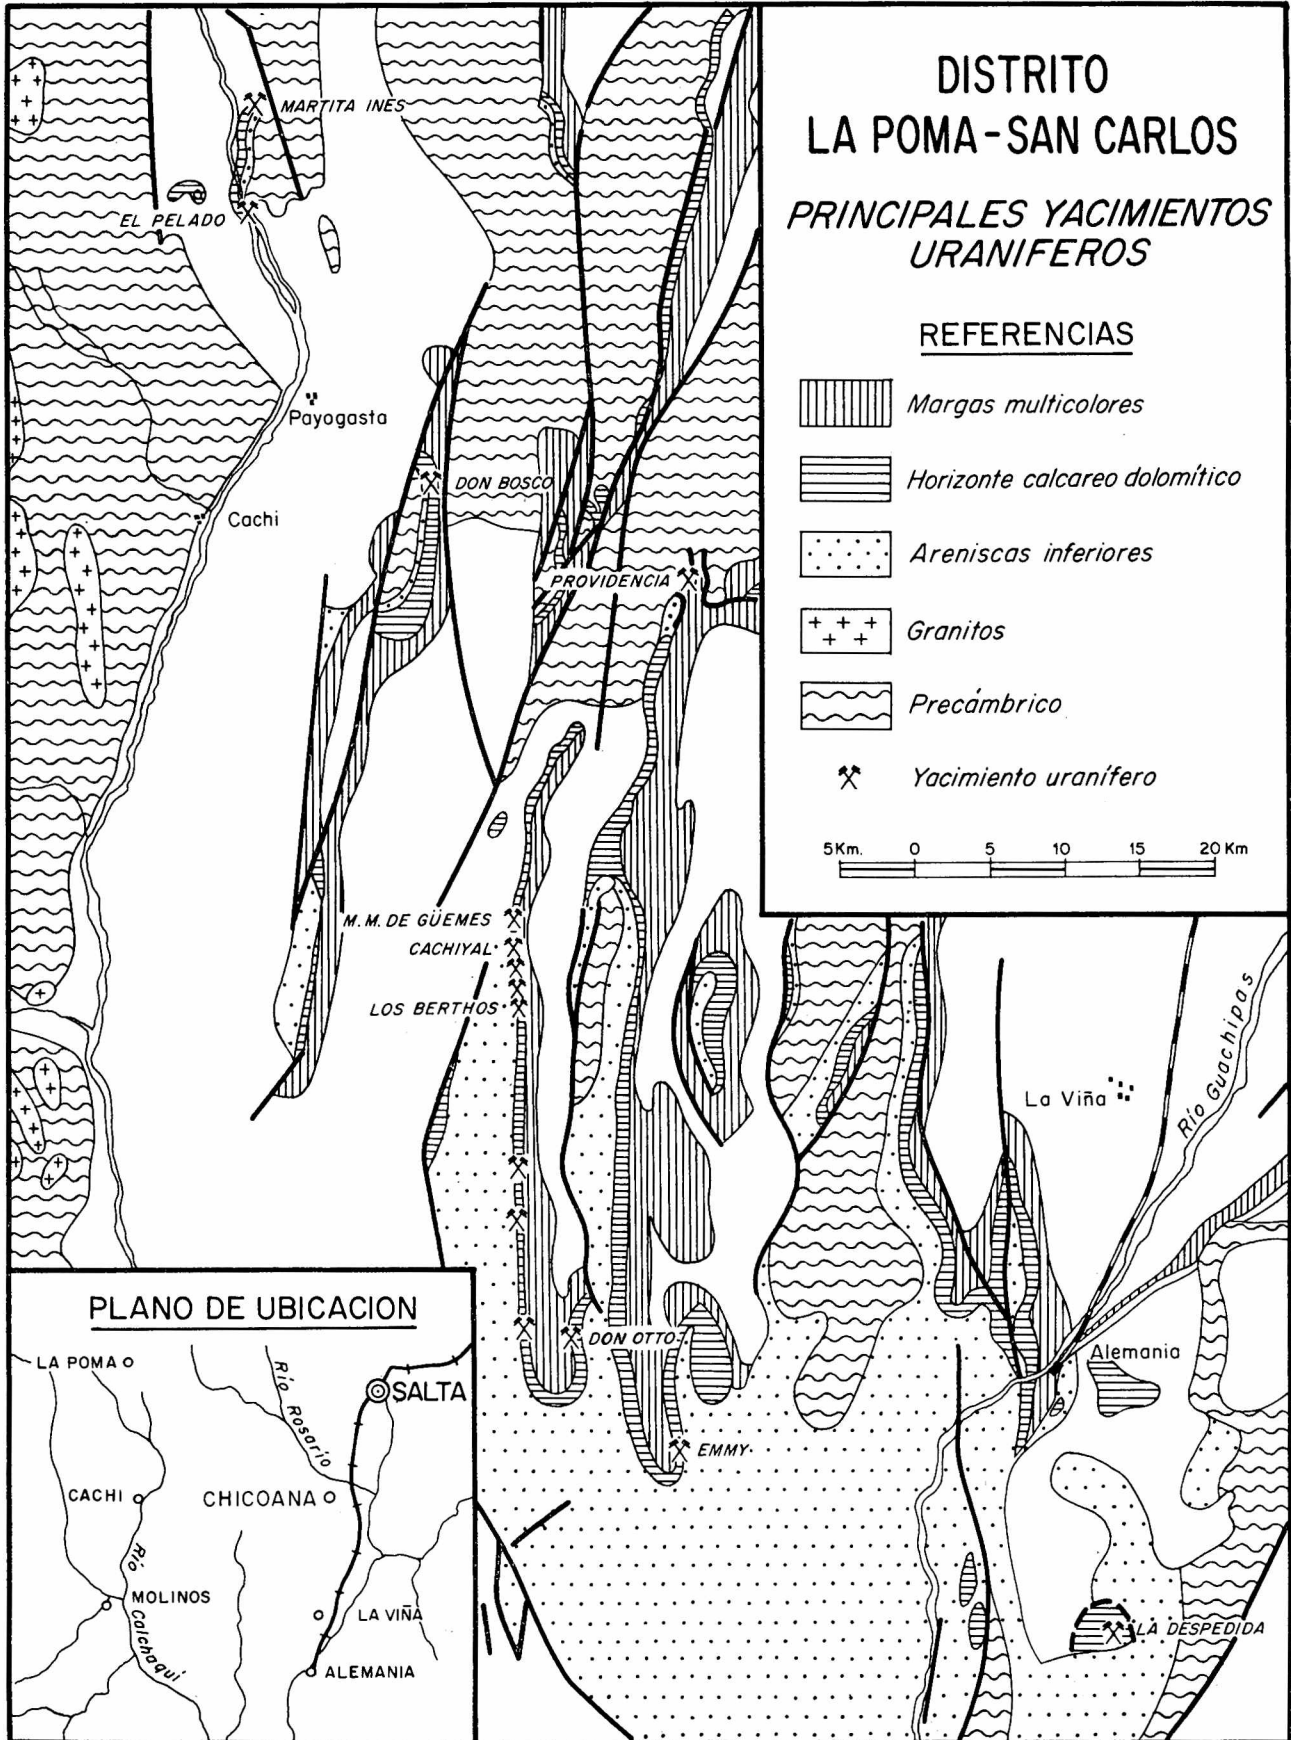 DISTRITO
LA POMA-SAN CARLOS
PRINCIPALES YACIMIENTOS
URANIFEROS
REFERENCIAS
Margas multicolores
Horizonte calcareo dolomítico
Areniscas inferiores
Granitos
Precámbrico
Yacimiento uranífero
5 Km. 0 5 10 15 20 Km
MARTITA INES
EL PELADO
Payogasta
DON BOSCO
Cachi
PROVIDENCIA
M.M. DE GÜEMES
CACHIYAL
LOS BERTHOS
Río Guachipas
La Viña
DON OTTO
Alemania
EMMY
LA DESPEDIDA
PLANO DE UBICACION
LA POMA
Río Rosario
SALTA
CACHI
CHICOANA
Río Calchaquí
MOLINOS
LA VIÑA
ALEMANIA